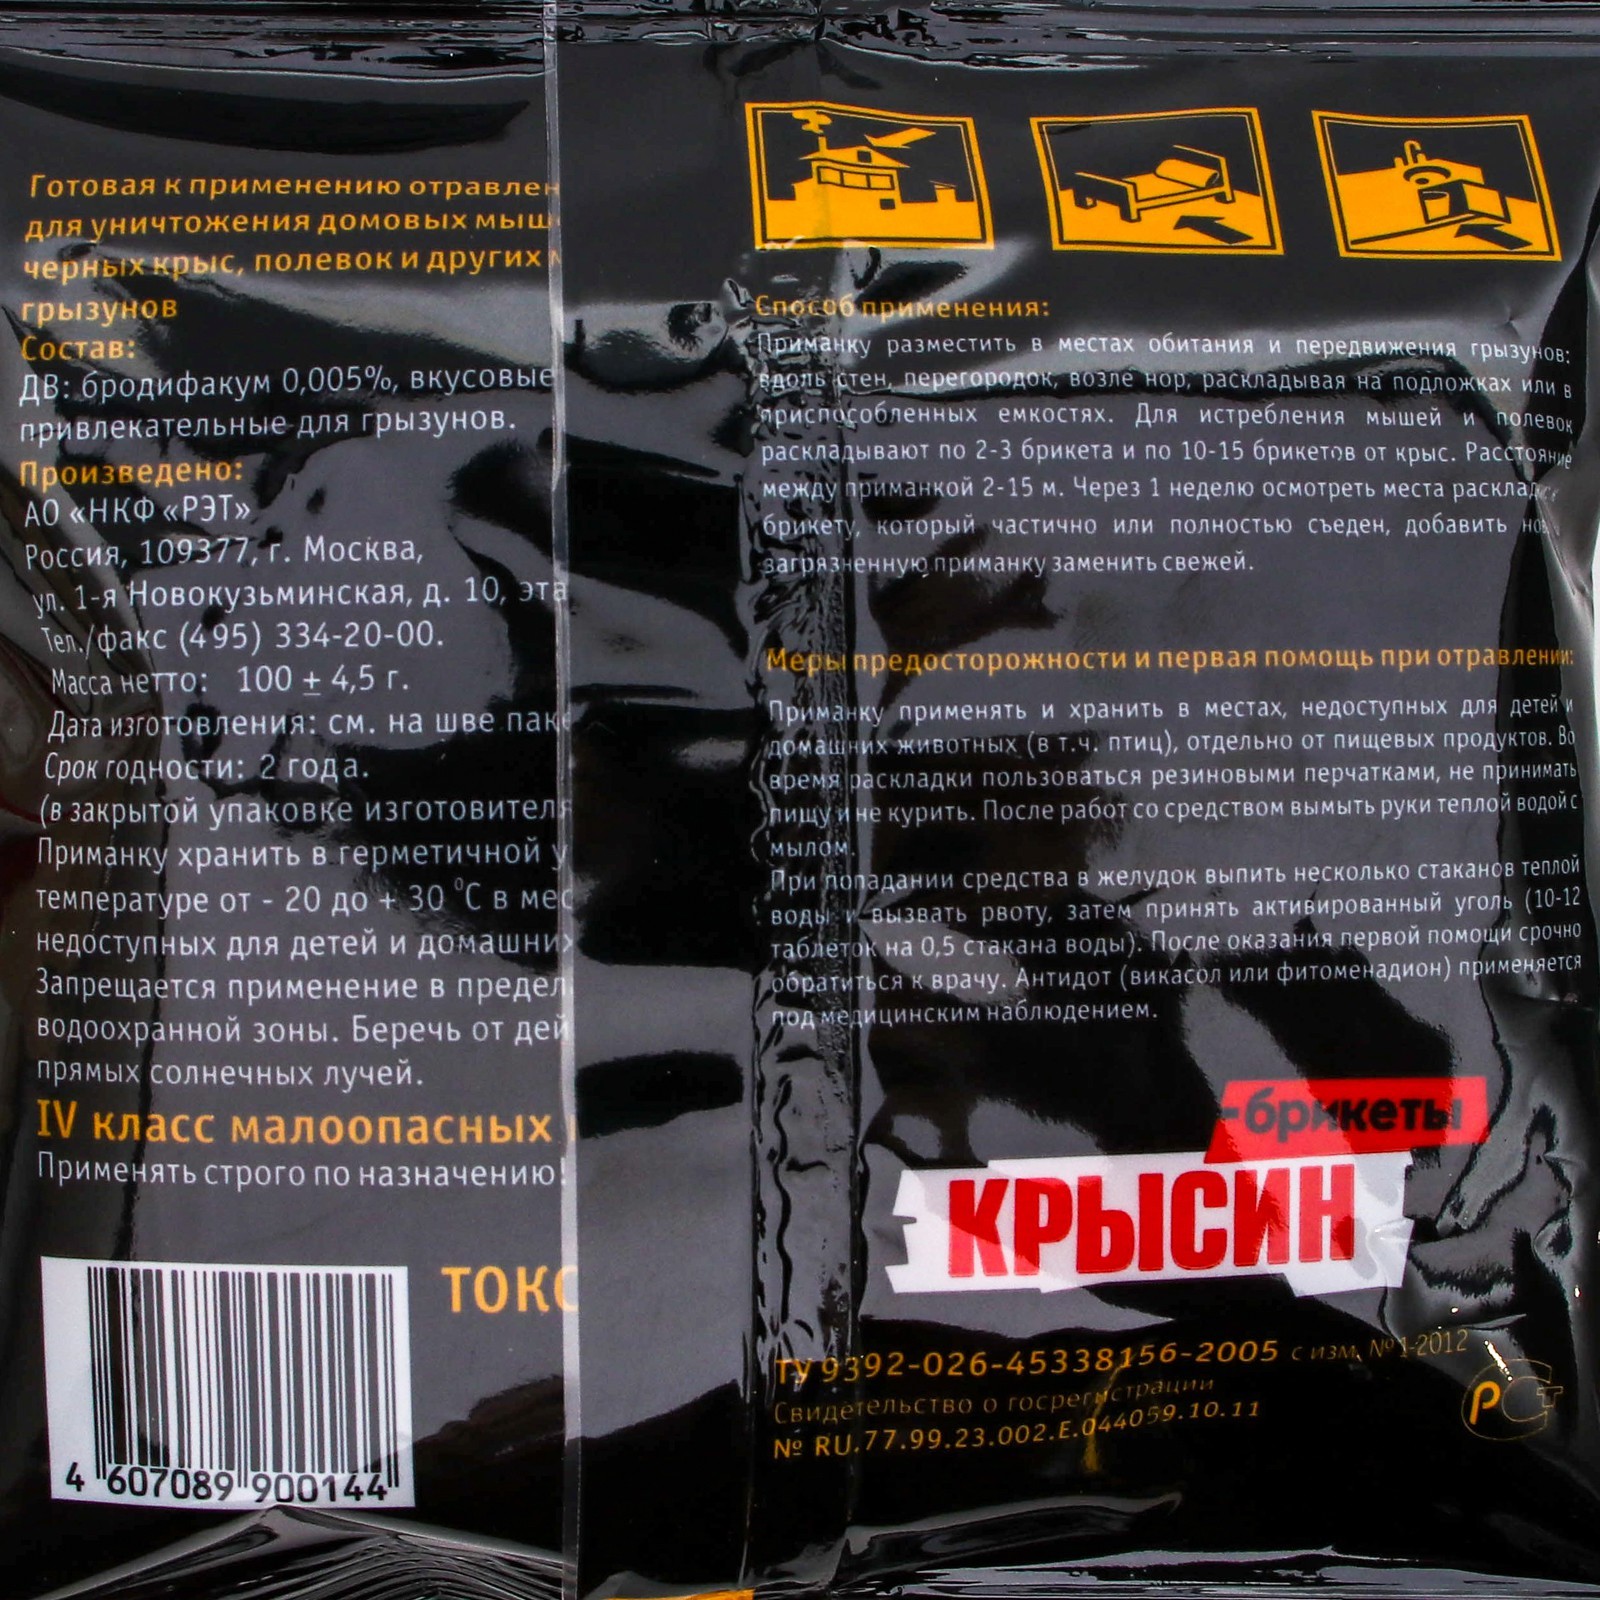 Готовая к применению отравлен
для уничтожения домовых мыш
черных крыс, полевок и других
грызунов
Состав:
ДВ: бродифакум 0,005%, вкусовые
привлекательные для грызунов.
Произведено:
АО «НКФ «РЭТ»
Россия, 109377, г. Москва,
ул. 1-я Новокузьминская, д. 10, эта
Тел./факс (495) 334-20-00.
Масса нетто: 100 ± 4,5 г.
Дата изготовления: см. на шве пак
Срок годности: 2 года.
(в закрытой упаковке изготовител
Приманку хранить в герметичной у
температуре от - 20 до + 30 °С в мес
недоступных для детей и домашних
Запрещается применение в предел
водоохранной зоны. Беречь от дей
прямых солнечных лучей.
IV класс малоопасных
Применять строго по назначению!
ТОКС
4 607089 900144
Способ применения:
Приманку разместить в местах обитания и передвижения грызунов:
вдоль стен, перегородок, возле нор, раскладывая на подложках или в
приспособленных емкостях. Для истребления мышей и полевок
раскладывают по 2-3 брикета и по 10-15 брикетов от крыс. Расстояние
между приманкой 2-15 м. Через 1 неделю осмотреть места расклад
брикету, который частично или полностью съеден, добавить
загрязненную приманку заменить свежей.
Меры предосторожности и первая помощь при отравлении:
Приманку применять и хранить в местах, недоступных для детей и
домашних животных (в т.ч. птиц), отдельно от пищевых продуктов. Во
время раскладки пользоваться резиновыми перчатками, не принимать
пищу и не курить. После работ со средством вымыть руки теплой водой с
мылом.
При попадании средства в желудок выпить несколько стаканов теплой
воды и вызвать рвоту, затем принять активированный уголь (10-12
таблеток на 0,5 стакана воды). После оказания первой помощи срочно
обратиться к врачу. Антидот (викасол или фитоменадион) применяется
под медицинским наблюдением.
-брикеты
КРЫСИН
ТУ 9392-026-45338156-2005 с изм. №1-2012
Свидетельство о госрегистрации
№ RU.77.99.23.002.Е.044059.10.11
РСТ